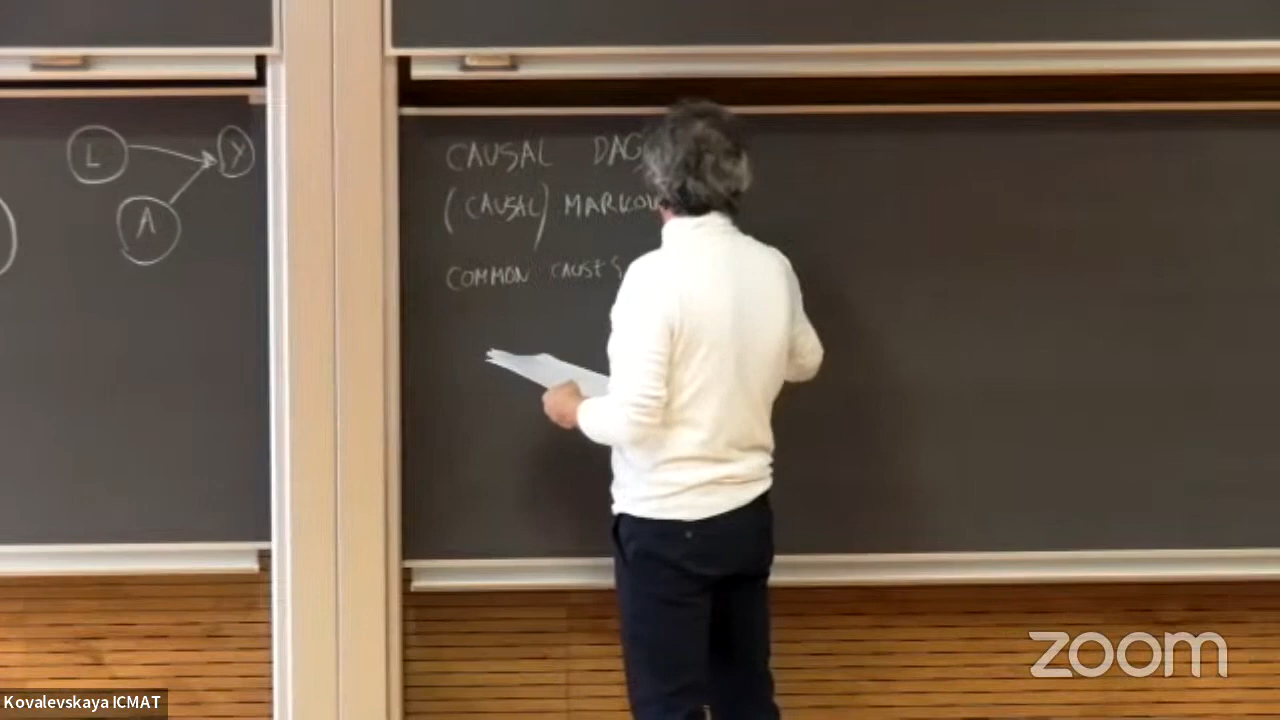 L
Y
A
CAUSAL DAG
(CAUSAL) MARKOV
COMMON CAUSES
zoom
Kovalevskaya ICMAT